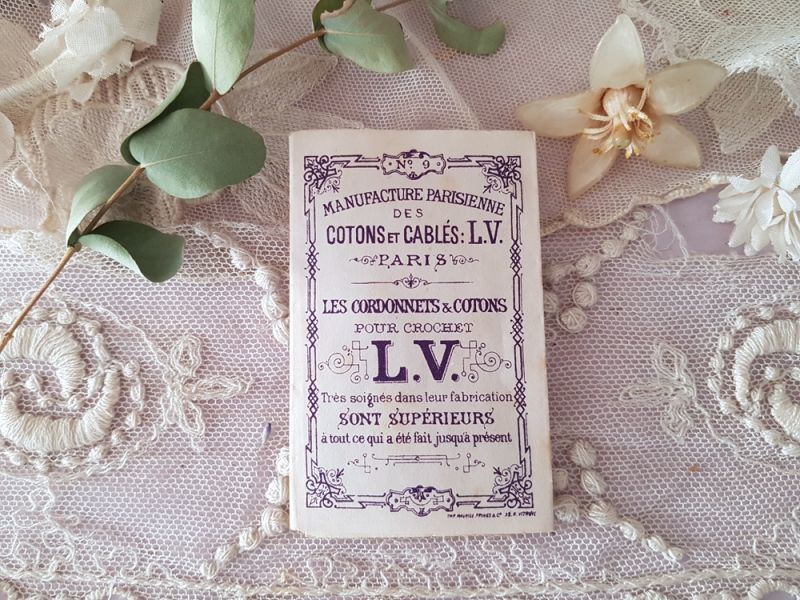 No 9
MANUFACTURE PARISIENNE
DES
COTONS ET CABLÉS: L.V.
PARIS
LES CORDONNETS & COTONS
POUR CROCHET
L.V.
Très soignés dans leur fabrication
SONT SUPÉRIEURS
à tout ce qui a été fait jusqu'à présent